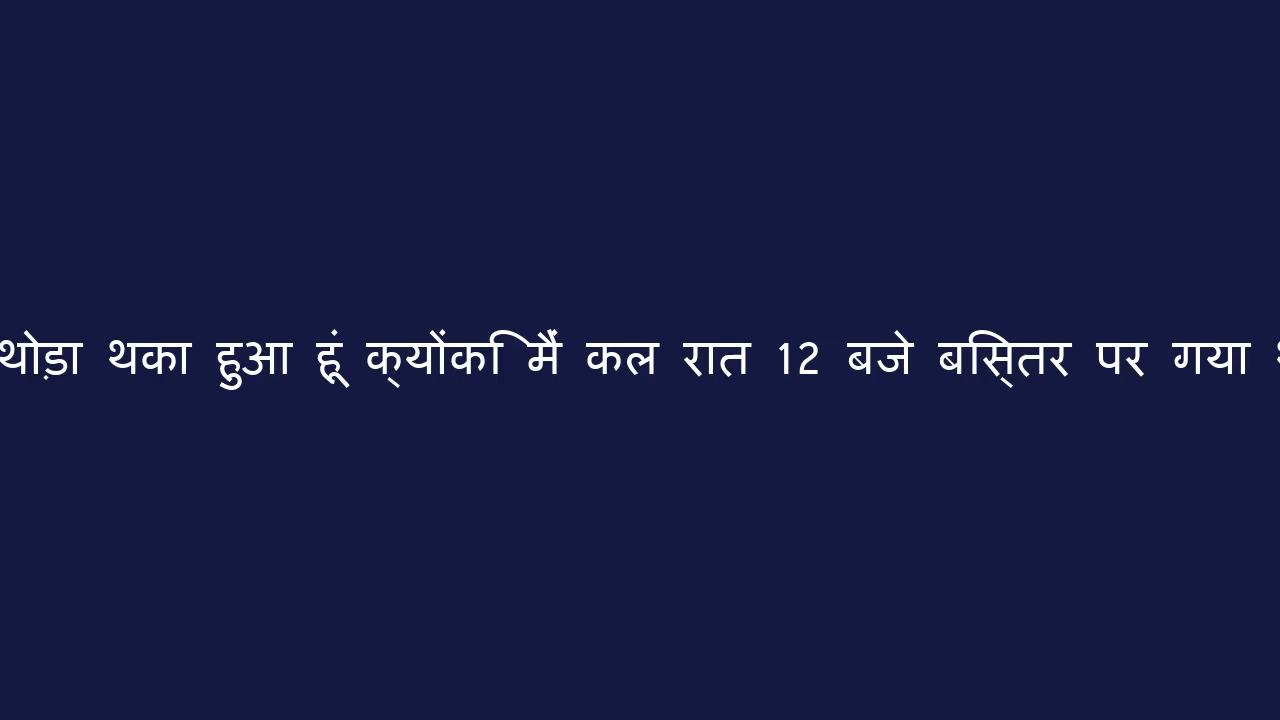 थोड़ा थका हुआ हूं क्योंकि मैं कल रात 12 बजे बिस्तर पर गया